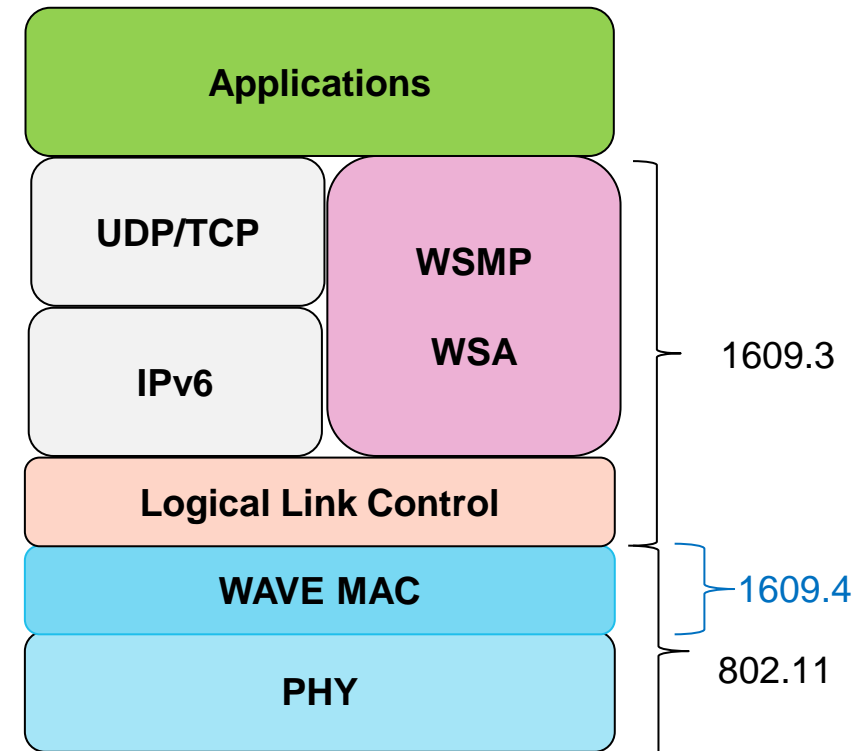 Applications
UDP/TCP
WSMP
WSA
IPv6
1609.3
Logical Link Control
WAVE MAC
1609.4
802.11
PHY